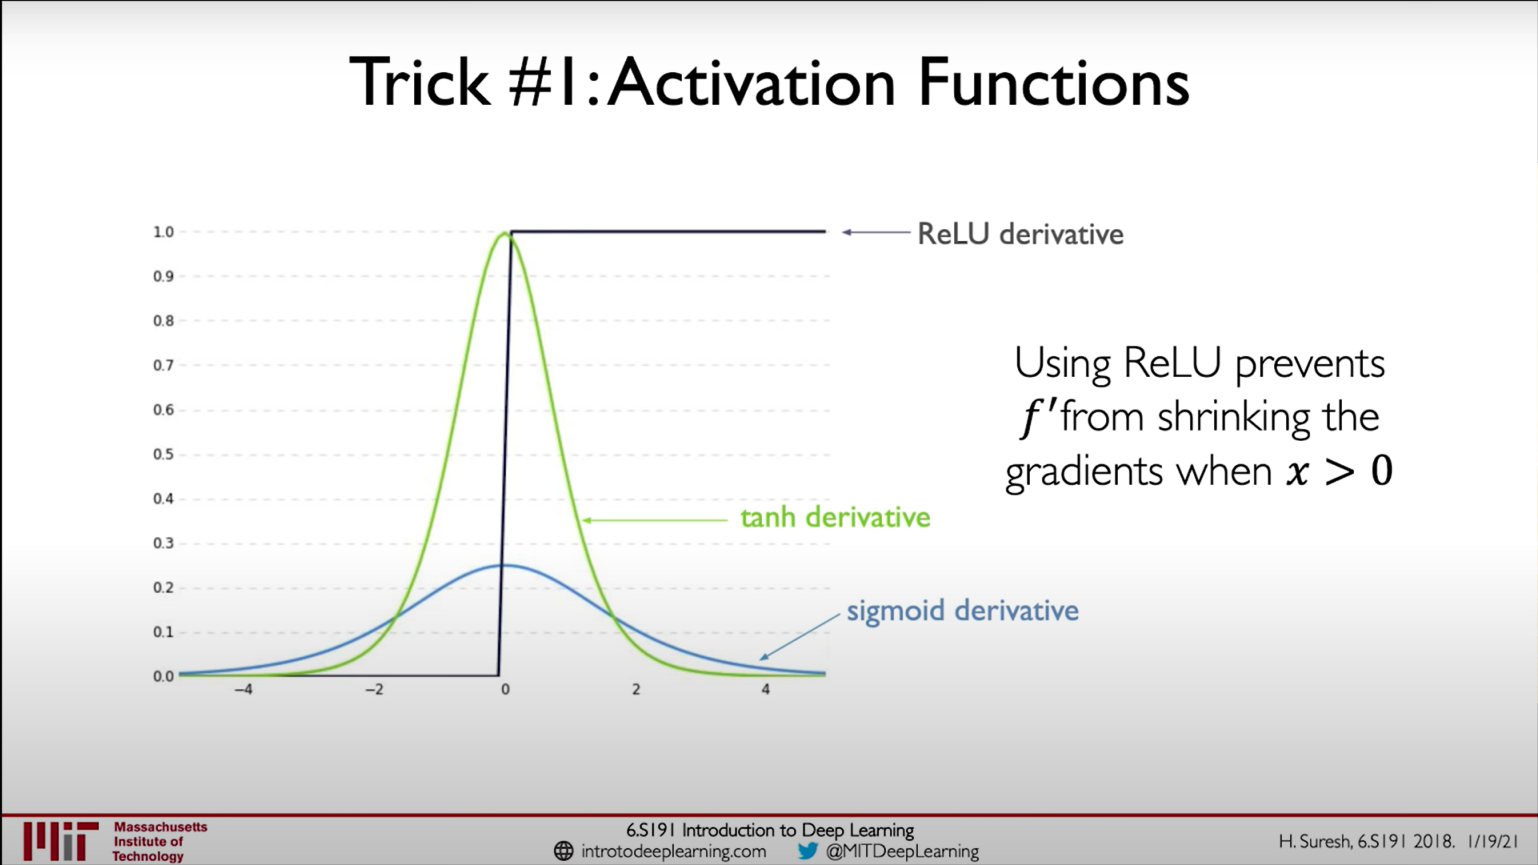 Trick #1: Activation Functions
1.0
0.9
0.8
0.7
0.6
0.5
0.4
0.3
0.2
0.1
0.0
−4
−2
0
2
4
ReLU derivative
tanh derivative
sigmoid derivative
Using ReLU prevents
f′ from shrinking the
gradients when x > 0
Massachusetts
Institute of
Technology
6.S191 Introduction to Deep Learning
introtodeeplearning.com @MITDeepLearning
H. Suresh, 6.S191 2018. 1/19/21